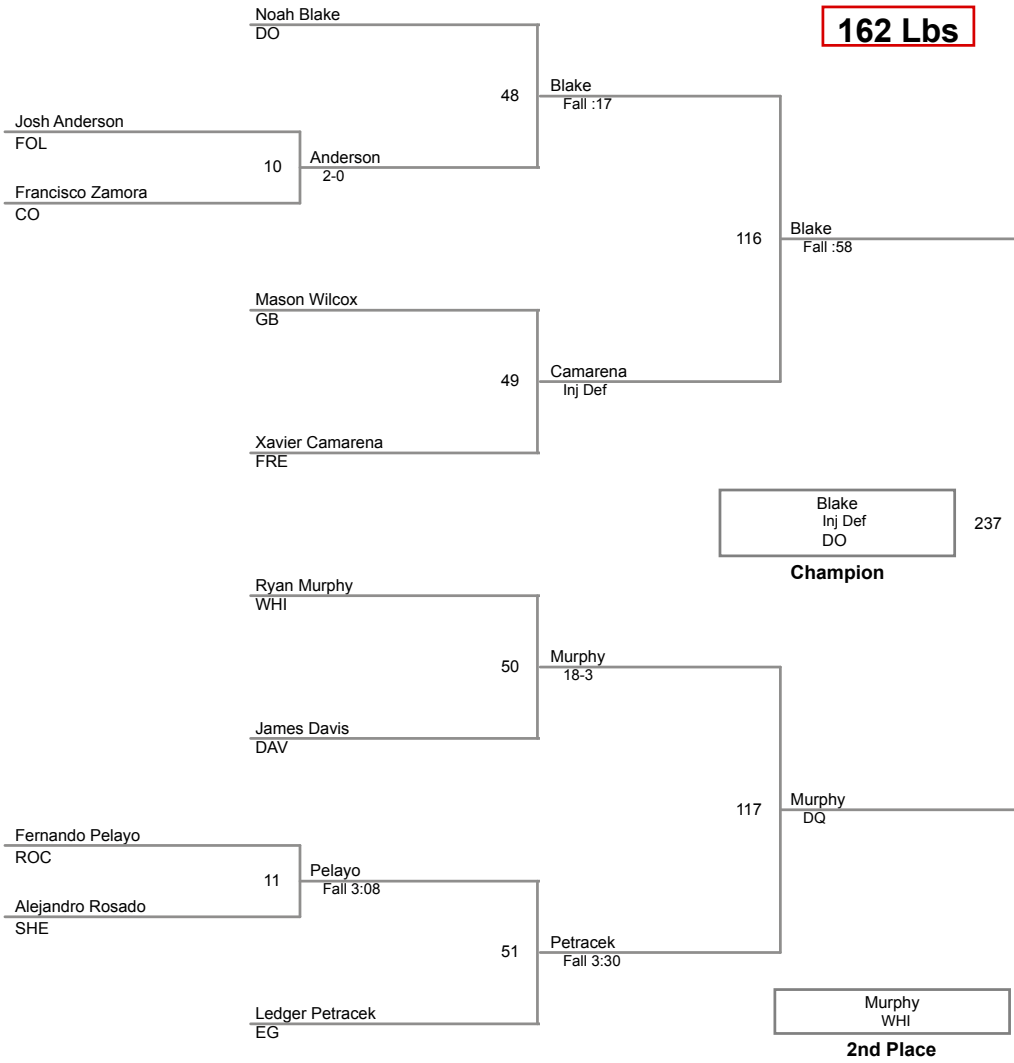 Noah Blake
DO
162 Lbs
48
Blake
Fall :17
Josh Anderson
FOL
10
Anderson
2-0
Francisco Zamora
CO
116
Blake
Fall :58
Mason Wilcox
GB
49
Camarena
Inj Def
Xavier Camarena
FRE
Blake
Inj Def
DO
237
Champion
Ryan Murphy
WHI
50
Murphy
18-3
James Davis
DAV
117
Murphy
DQ
Fernando Pelayo
ROC
11
Pelayo
Fall 3:08
Alejandro Rosado
SHE
51
Petracek
Fall 3:30
Ledger Petracek
EG
Murphy
WHI
2nd Place